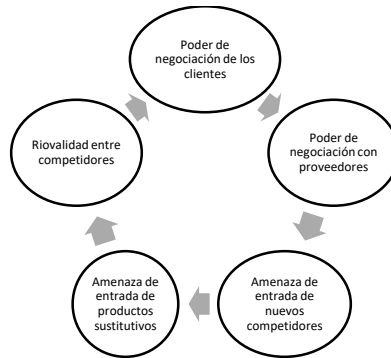 Poder de
negociación de los
clientes
Poder de
negociación con
proveedores
Amenaza de
entrada de
nuevos
competidores
Amenaza de
entrada de
productos
sustitutivos
Riovalidad entre
competidores